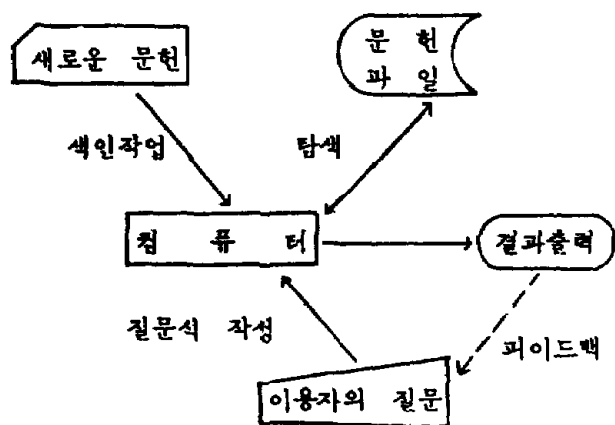 새로운 문헌
문 헌
파 일
색인작업
탐색
컴 퓨 터
결과출력
질문식 작성
피이드백
이용자의 질문